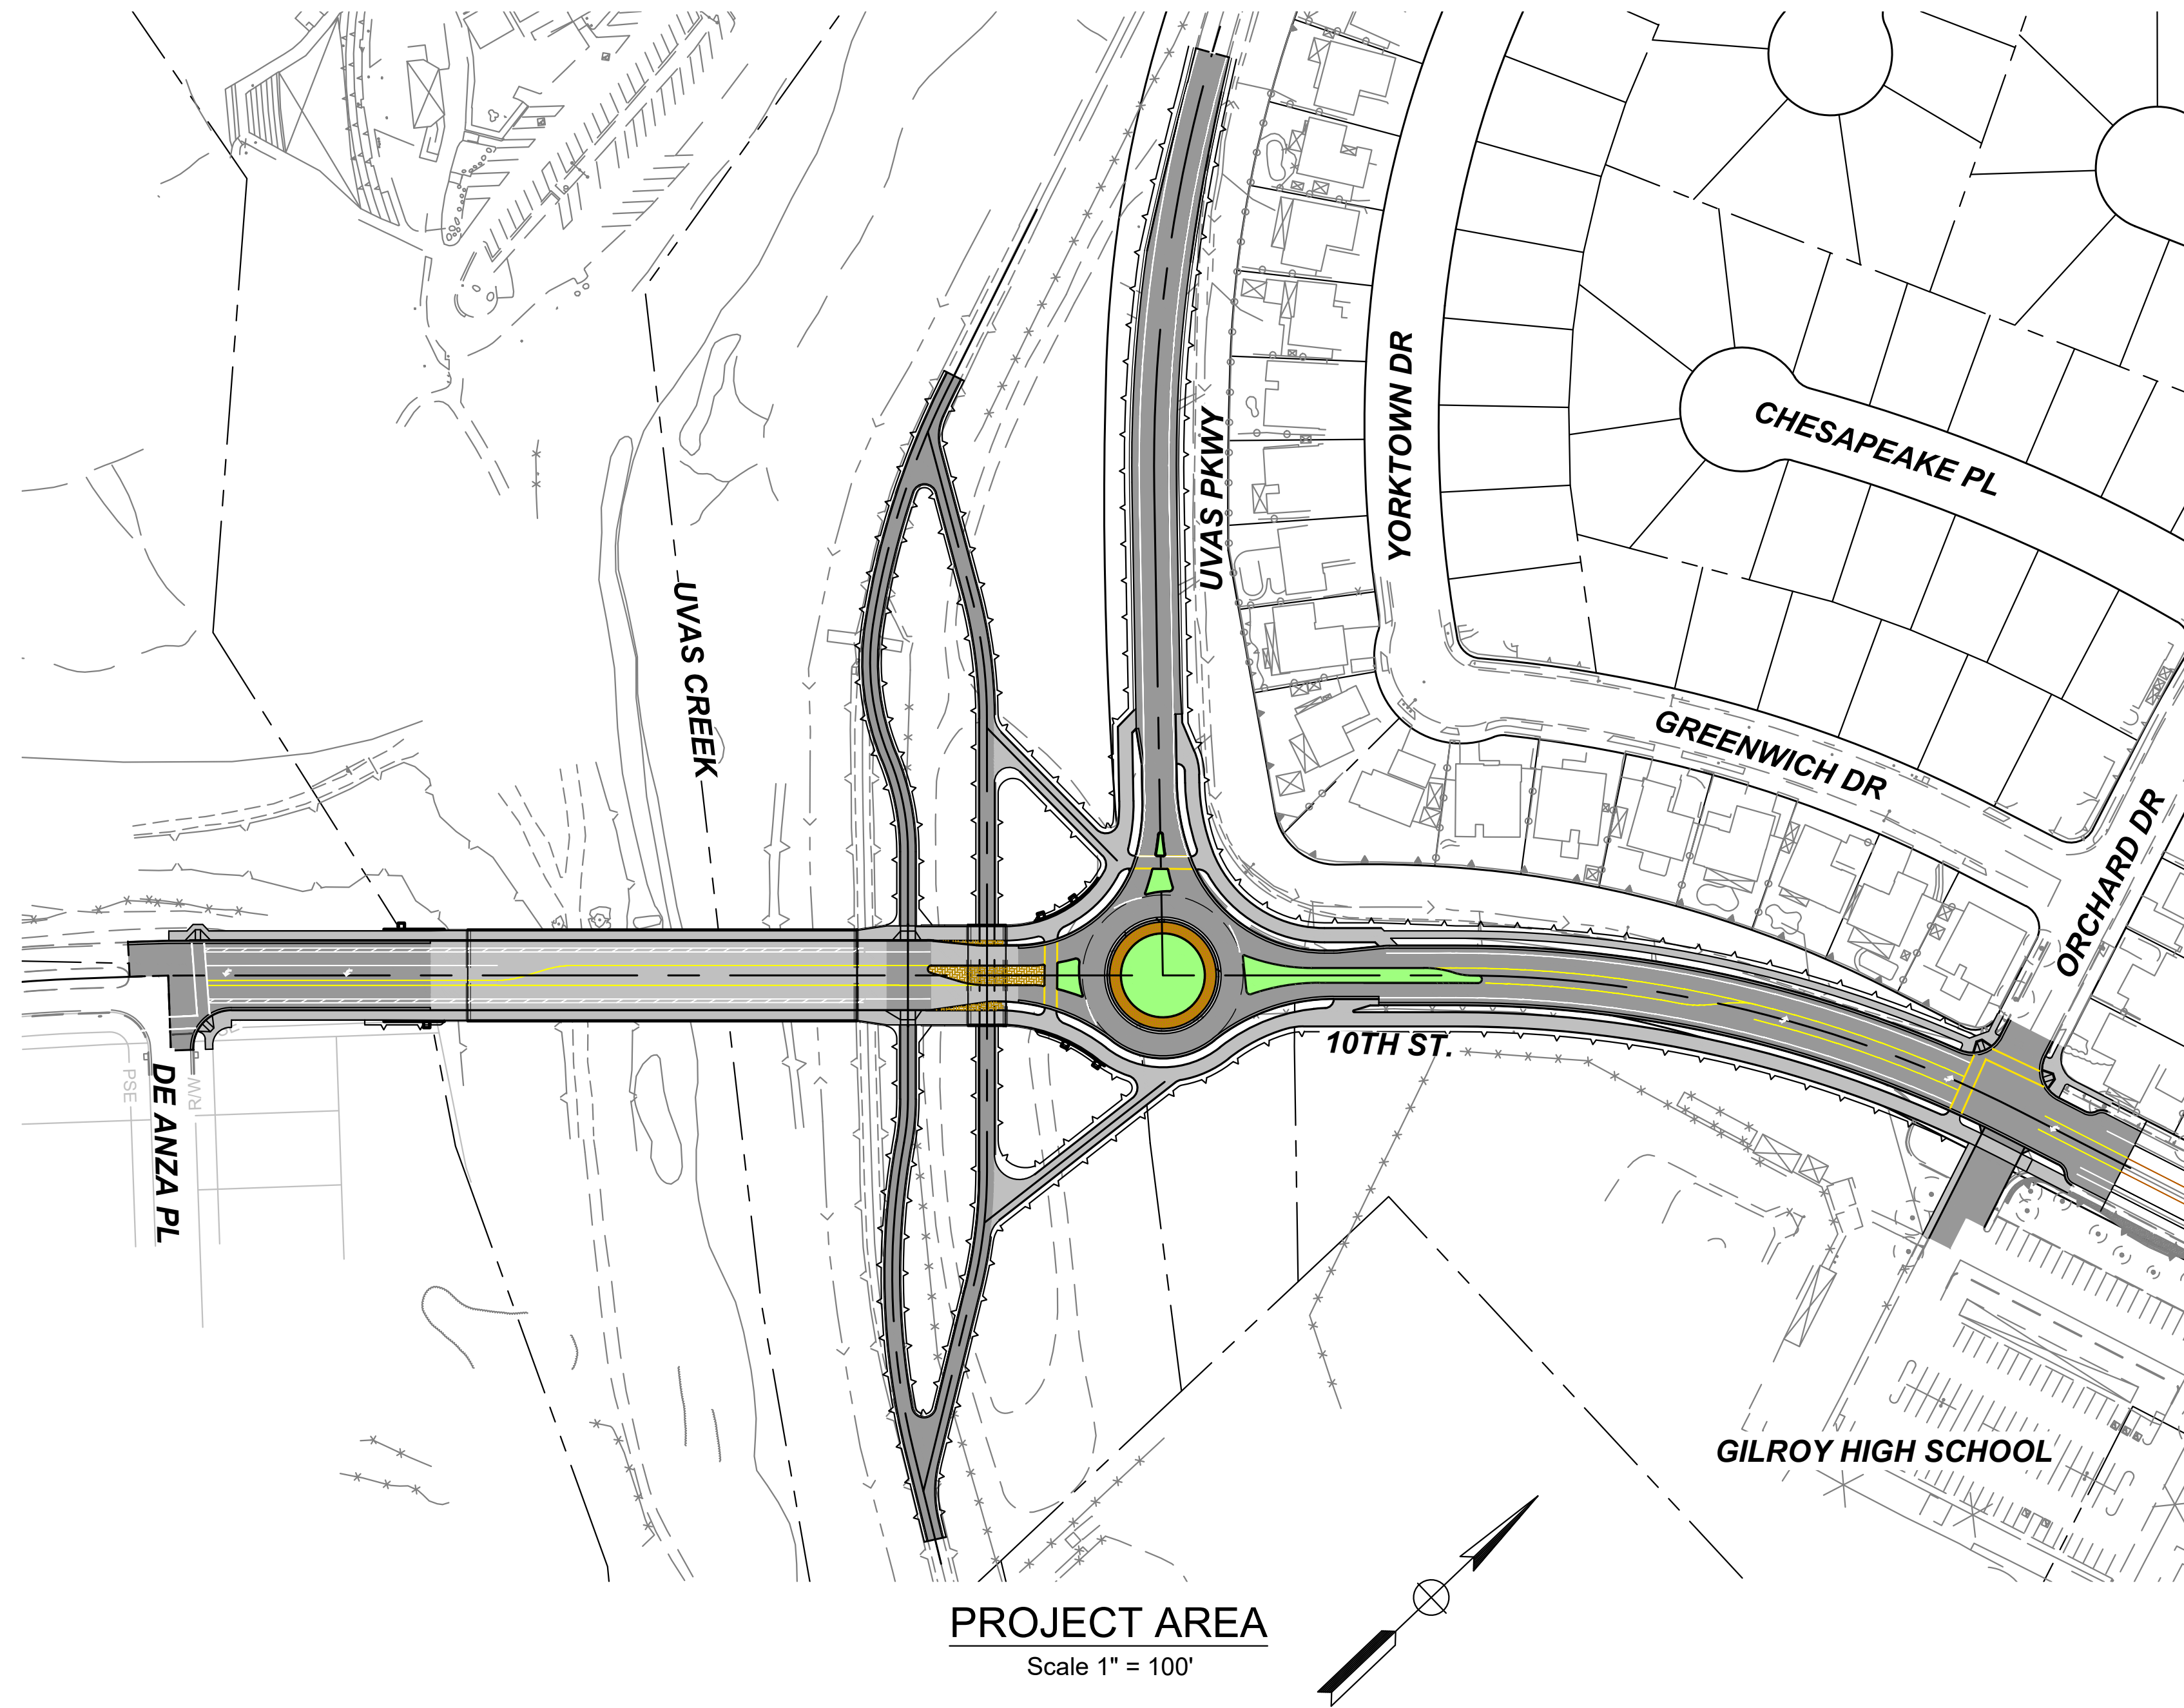 CHESAPEAKE PL
YORKTOWN DR
UVAS PKWY
UVAS CREEK
GREENWICH DR
ORCHARD DR
10TH ST.
DE ANZA PL
PSE
R/W
GILROY HIGH SCHOOL
PROJECT AREA
Scale 1" = 100'